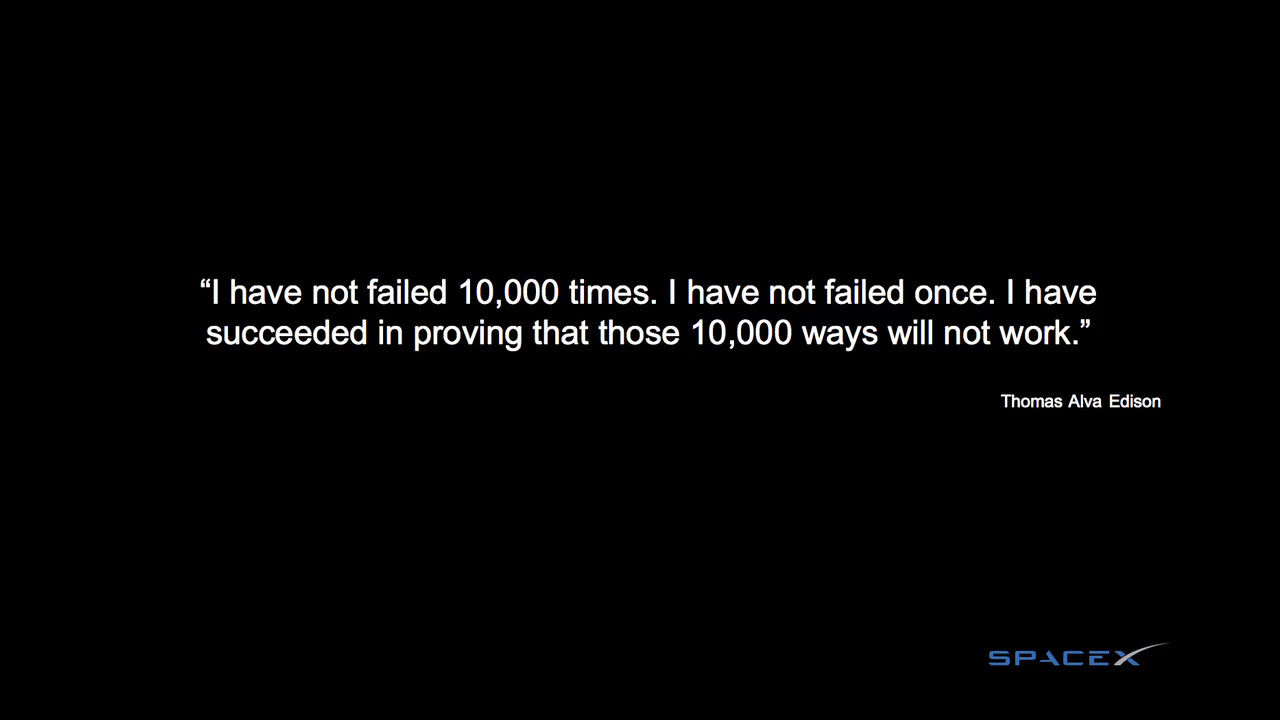 “I have not failed 10,000 times. I have not failed once. I have
succeeded in proving that those 10,000 ways will not work.”
Thomas Alva Edison
SPACEX